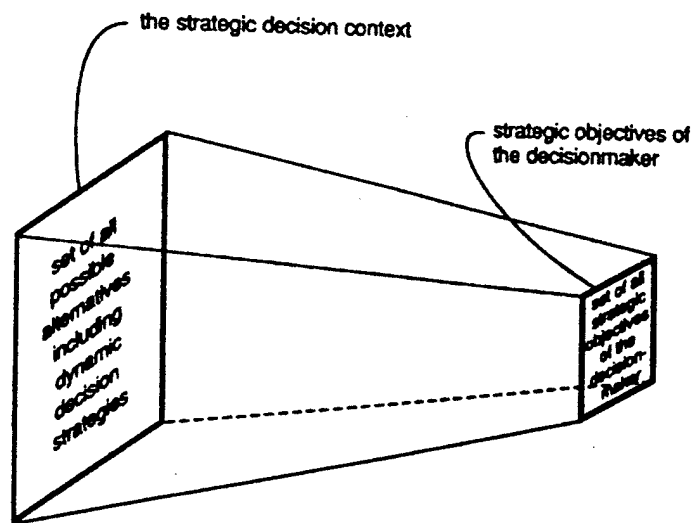 the strategic decision context
strategic objectives of
the decisionmaker
set of all
possible
alternatives
including
dynamic
decision
strategies
set of all
strategic
objectives
of the
decision-
maker